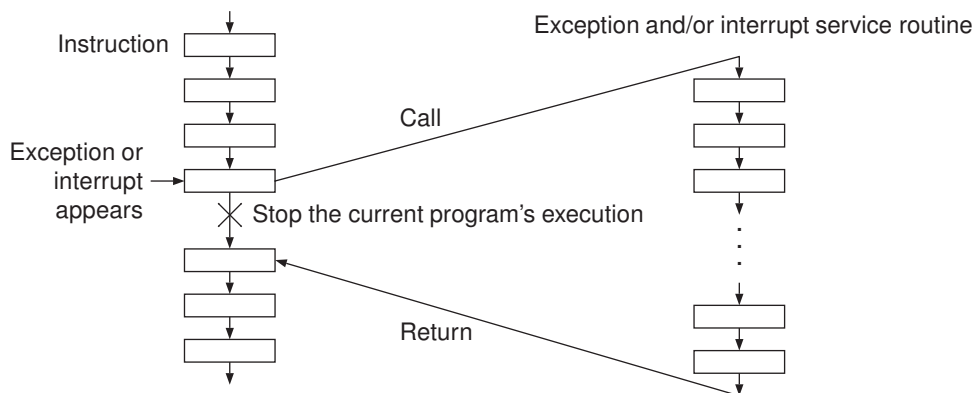 Exception and/or interrupt service routine
Instruction
Call
Exception or
interrupt
appears
Stop the current program's execution
Return